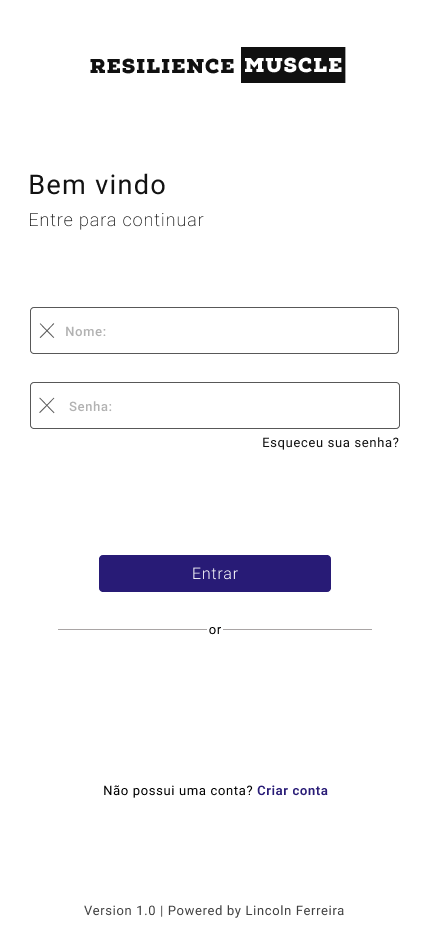 RESILIENCE MUSCLE
Bem vindo
Entre para continuar
Nome:
Senha:
Esqueceu sua senha?
Entrar
or
Não possui uma conta? Criar conta
Version 1.0 | Powered by Lincoln Ferreira